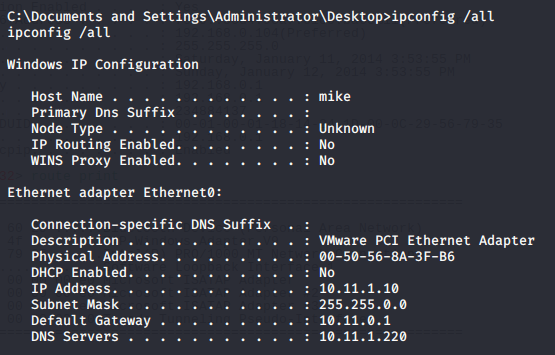 C:\Documents and Settings\Administrator\Desktop>ipconfig /all
ipconfig /all
Windows IP Configuration
Host Name . . . . . . . . . . . . : mike
Primary Dns Suffix  . . . . . . . :
Node Type . . . . . . . . . . . . : Unknown
IP Routing Enabled. . . . . . . . : No
WINS Proxy Enabled. . . . . . . . : No
Ethernet adapter Ethernet0:
Connection-specific DNS Suffix  . :
Description . . . . . . . . . . . : VMware PCI Ethernet Adapter
Physical Address. . . . . . . . . : 00-50-56-8A-3F-B6
DHCP Enabled. . . . . . . . . . . : No
IP Address. . . . . . . . . . . . : 10.11.1.10
Subnet Mask . . . . . . . . . . . : 255.255.0.0
Default Gateway . . . . . . . . . : 10.11.0.1
DNS Servers . . . . . . . . . . . : 10.11.1.220